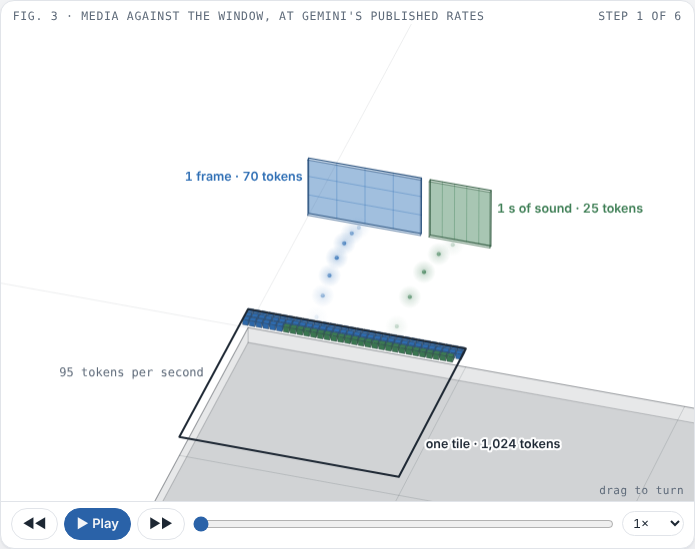 FIG. 3 · MEDIA AGAINST THE WINDOW, AT GEMINI'S PUBLISHED RATES
STEP 1 OF 6
1 frame · 70 tokens
1 s of sound · 25 tokens
95 tokens per second
one tile · 1,024 tokens
drag to turn
Play
1×